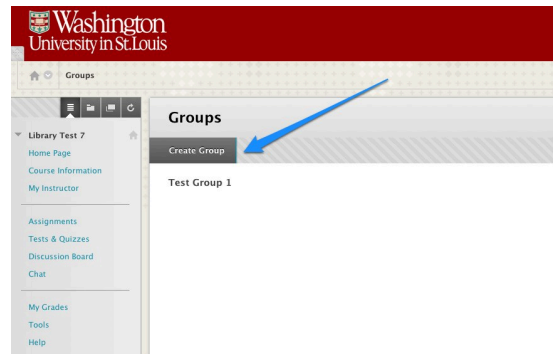 Washington
University in St.Louis
Groups
Library Test 7
Home Page
Course Information
My Instructor
Assignments
Tests & Quizzes
Discussion Board
Chat
My Grades
Tools
Help
Groups
Create Group
Test Group 1